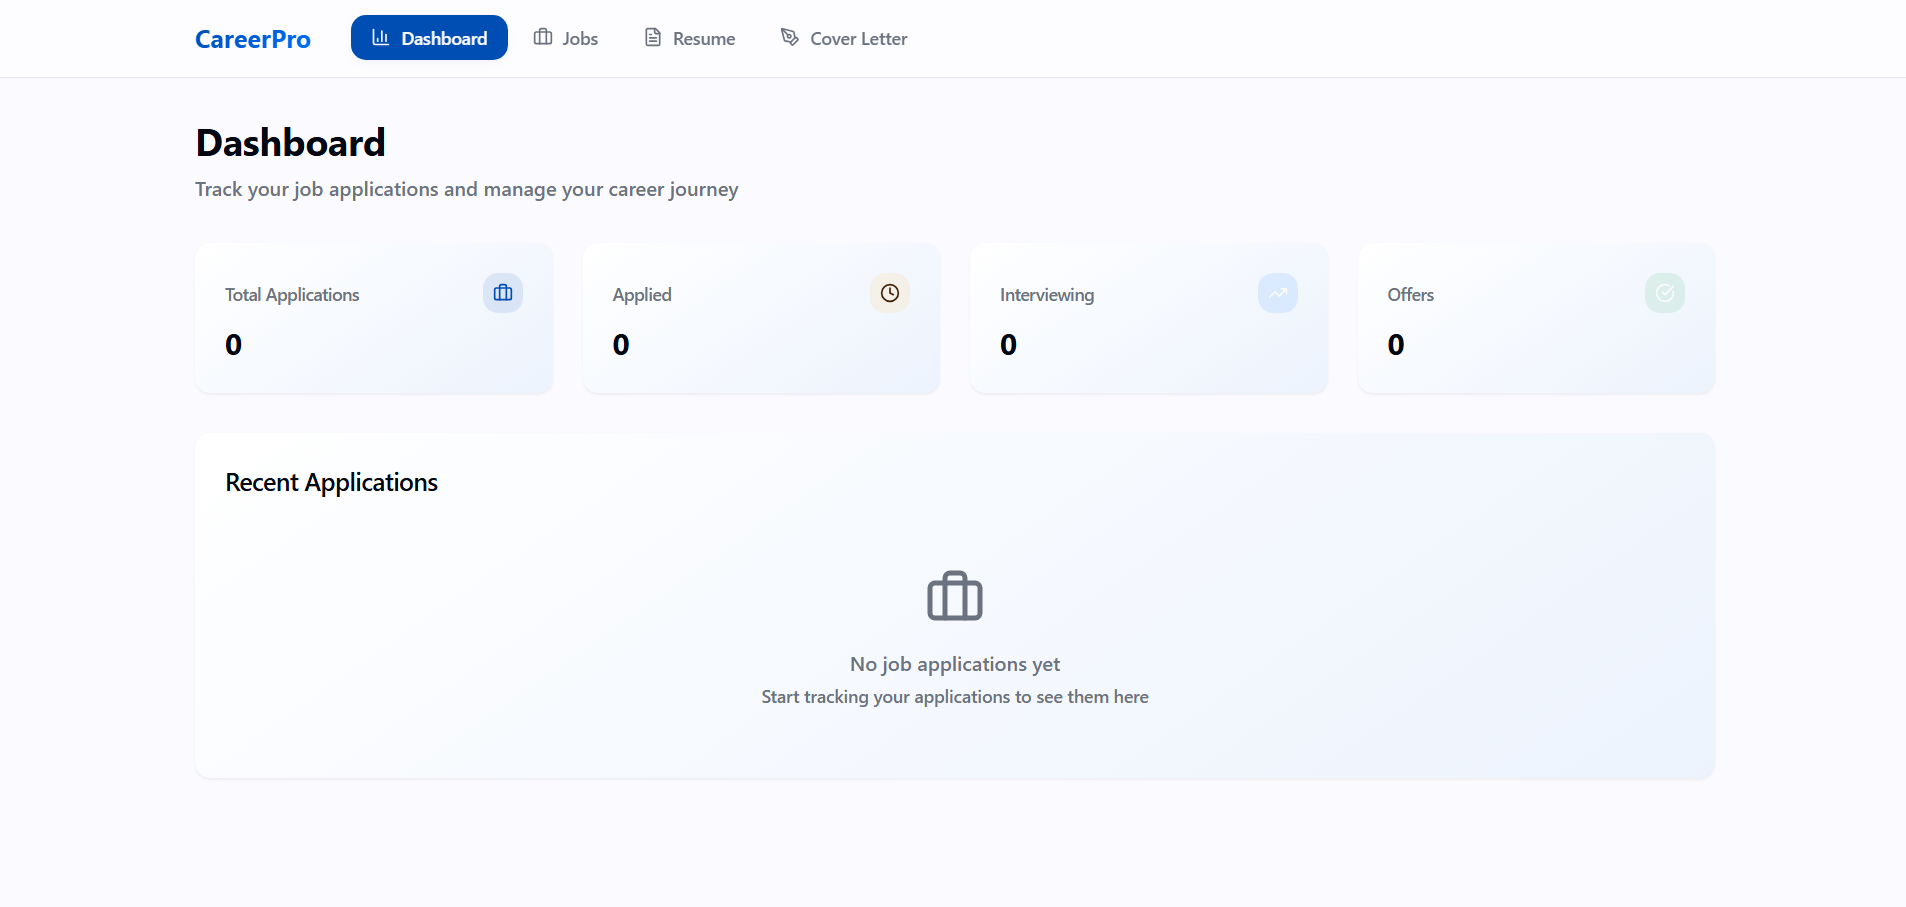 CareerPro
Dashboard
Jobs
Resume
Cover Letter
Dashboard
Track your job applications and manage your career journey
Total Applications
0
Applied
0
Interviewing
0
Offers
0
Recent Applications
No job applications yet
Start tracking your applications to see them here